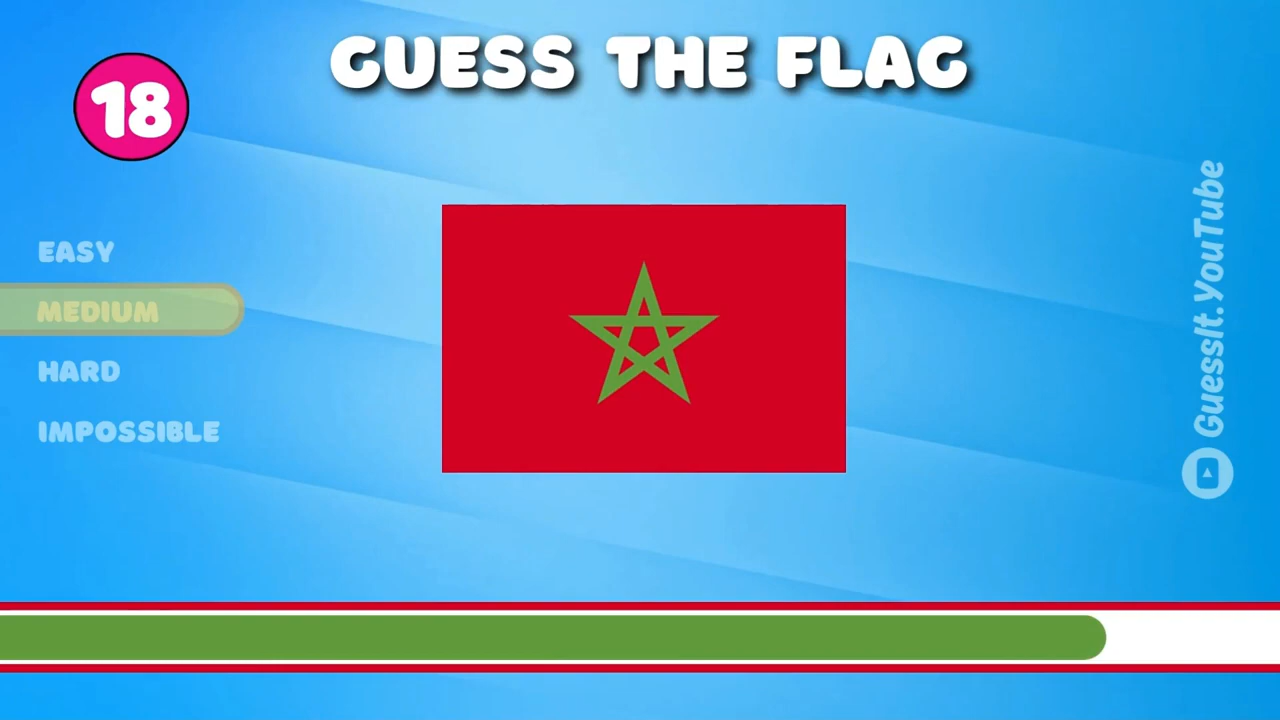 GUESS THE FLAG
18
EASY
MEDIUM
HARD
IMPOSSIBLE
GuessIt.YouTube